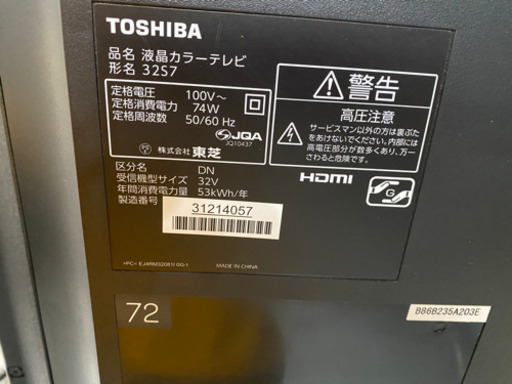 TOSHIBA
品名 液晶カラーテレビ
形名 32S7
定格電圧 100V～
定格消費電力 74W
定格周波数 50/60 Hz
JQA
JQ10437
株式会社 東芝
区分名 DN
受信機型サイズ 32V
年間消費電力量 53kWh/年
製造番号
31214057
MADE IN CHINA
警告
高圧注意
サービスマン以外の方は裏ぶた
をあけないでください。内部には
高電圧部分が数多くあり、万一
さわると危険です。
HDMI
G
72
B86B235A203E